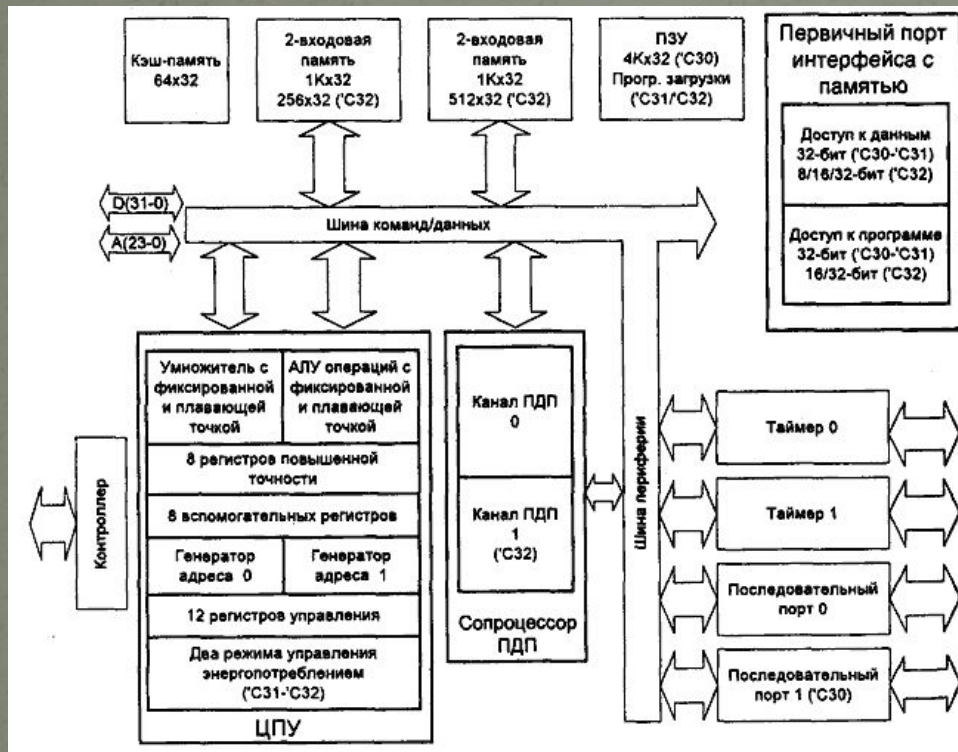 Кэш-память
64x32
2-входовая
память
1Kx32
256x32 ('C32)
2-входовая
память
1Kx32
512x32 ('C32)
ПЗУ
4Kx32 ('C30)
Прогр. загрузки
('C31/'C32)
Первичный порт
интерфейса с
памятью
Доступ к данным
32-бит ('C30-'C31)
8/16/32-бит ('C32)
Доступ к программе
32-бит ('C30-'C31)
16/32-бит ('C32)
D(31-0)
A(23-0)
Шина команд/данных
Контроллер
Умножитель с
фиксированной
и плавающей
точкой
АЛУ операций с
фиксированной
и плавающей
точкой
8 регистров повышенной
точности
8 вспомогательных регистров
Генератор
адреса 0
Генератор
адреса 1
12 регистров управления
Два режима управления
энергопотреблением
('C31-'C32)
ЦПУ
Канал ПДП
0
Канал ПДП
1
('C32)
Сопроцессор
ПДП
Шина периферии
Таймер 0
Таймер 1
Последовательный
порт 0
Последовательный
порт 1 ('C30)